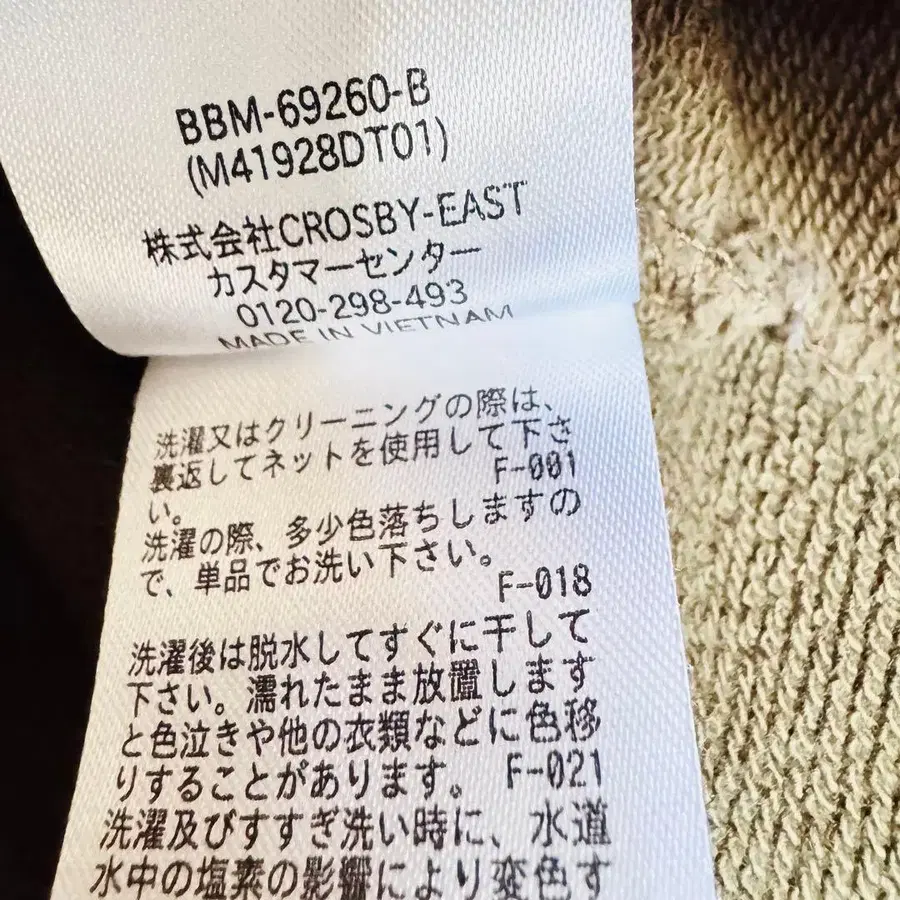 BBM-69260-B
(M41928DT01)
株式会社CROSBY-EAST
カスタマーセンター
0120-298-493
MADE IN VIETNAM
洗濯又はクリーニングの際は、
裏返してネットを使用して下さ
い。
F-001
洗濯の際、多少色落ちしますの
で、単品でお洗い下さい。
F-018
洗濯後は脱水してすぐに干して
下さい。濡れたまま放置します
と色泣きや他の衣類などに色移
りすることがあります。 F-021
洗濯及びすすぎ洗い時に、水道
水中の塩素の影響により変色す